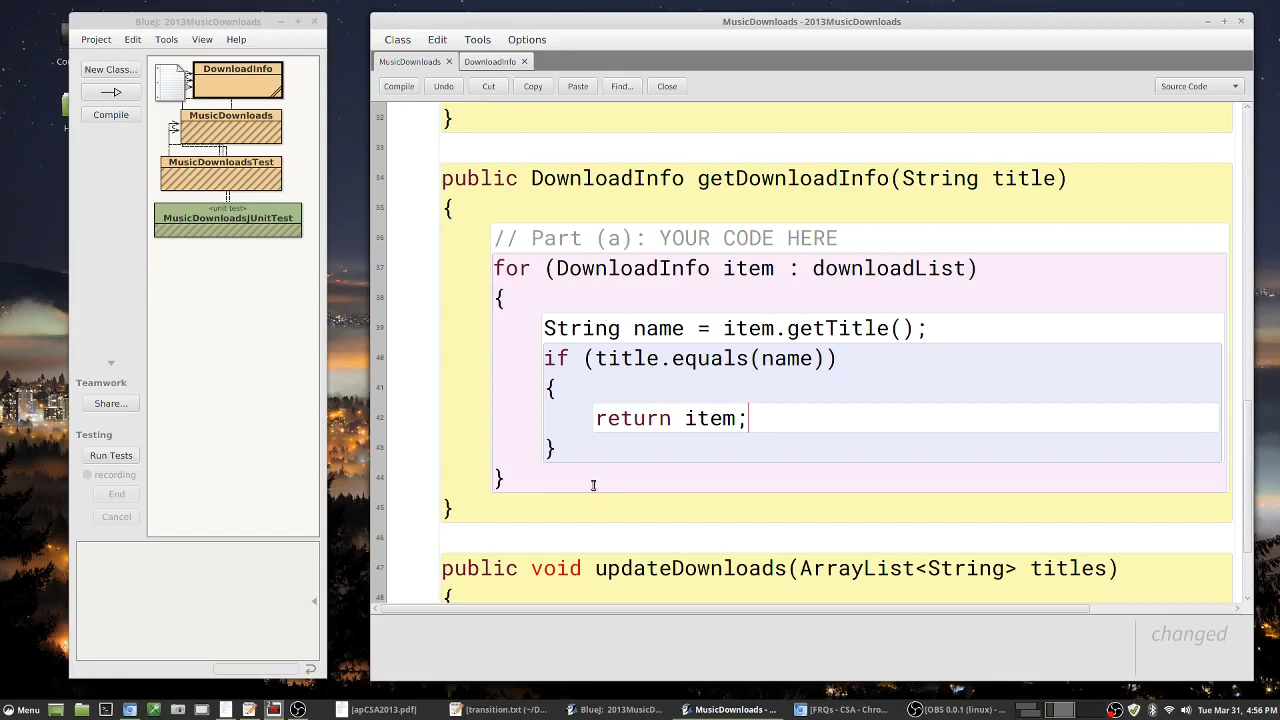 BlueJ: 2013MusicDownloads
Project Edit Tools View Help
New Class...
Compile
DownloadInfo
MusicDownloads
MusicDownloadsTest
«unit test»
MusicDownloadsJUnitTest
Teamwork
Share...
Testing
Run Tests
recording
End
Cancel
MusicDownloads - 2013MusicDownloads
Class Edit Tools Options
MusicDownloads DownloadInfo
Compile Undo Cut Copy Paste Find... Close Source Code
32 }
33
34 public DownloadInfo getDownloadInfo(String title)
35 {
36 // Part (a): YOUR CODE HERE
37 for (DownloadInfo item : downloadList)
38 {
39 String name = item.getTitle();
40 if (title.equals(name))
41 {
42 return item;
43 }
44 }
45 }
46
47 public void updateDownloads(ArrayList<String> titles)
48 {
changed
Menu [apCSA2013.pdf] [transition.txt (~/D... BlueJ: 2013MusicD... MusicDownloads - ... [FRQs - CSA - Chro... [OBS 0.0.1 (linux) - ... Tue Mar 31, 4:56 PM